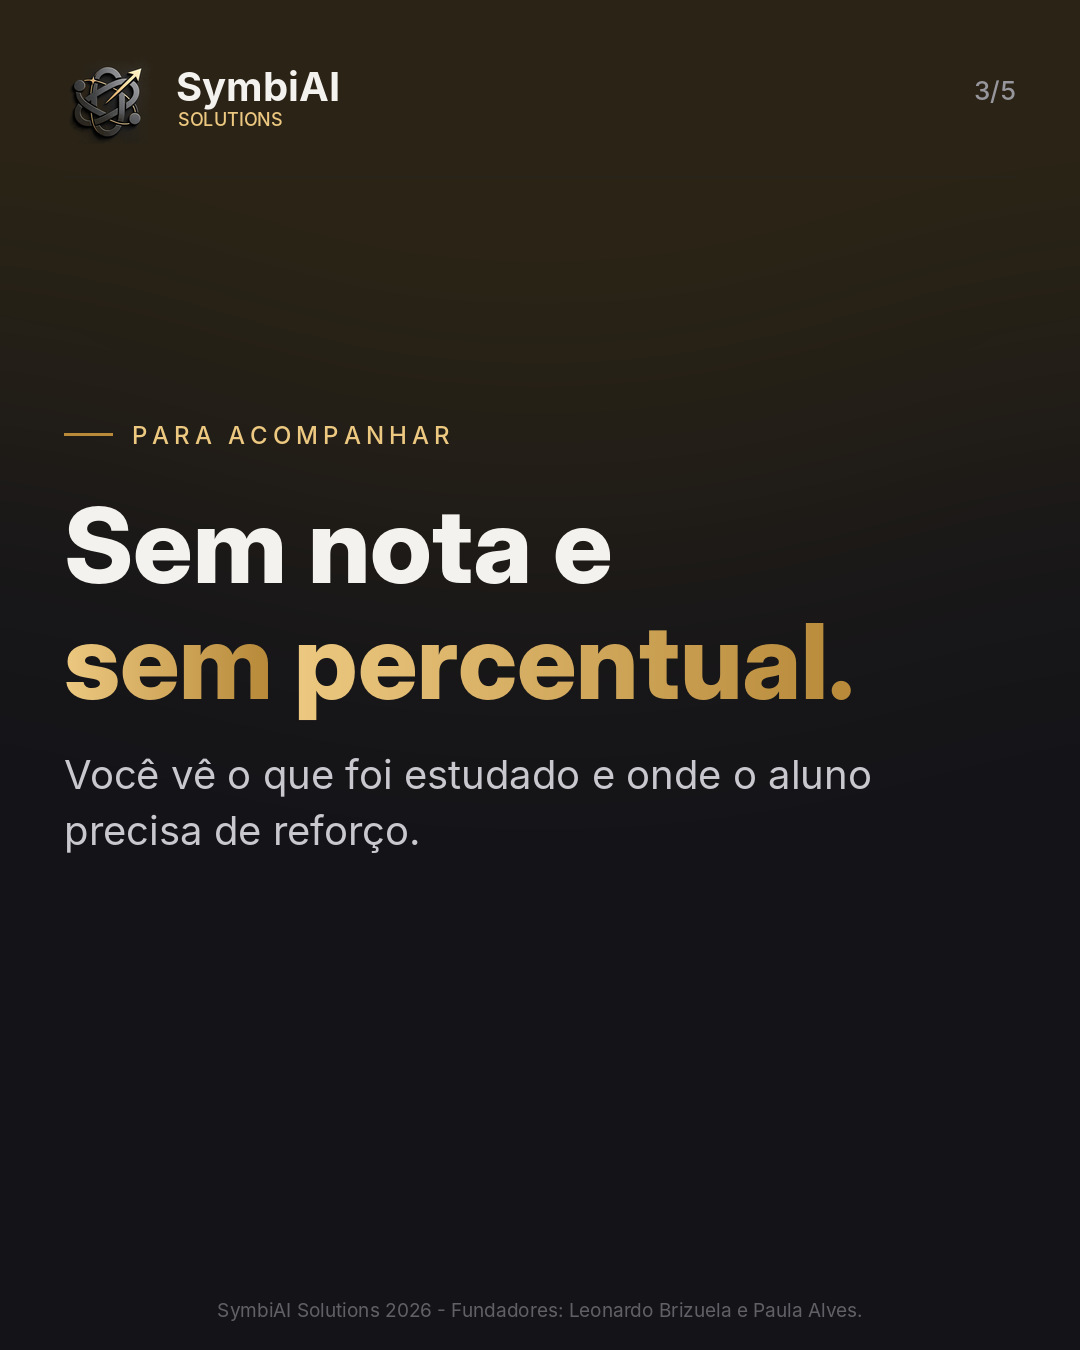 SymbiAI
SOLUTIONS
3/5
PARA ACOMPANHAR
Sem nota e
sem percentual.
Você vê o que foi estudado e onde o aluno
precisa de reforço.
SymbiAI Solutions 2026 - Fundadores: Leonardo Brizuela e Paula Alves.